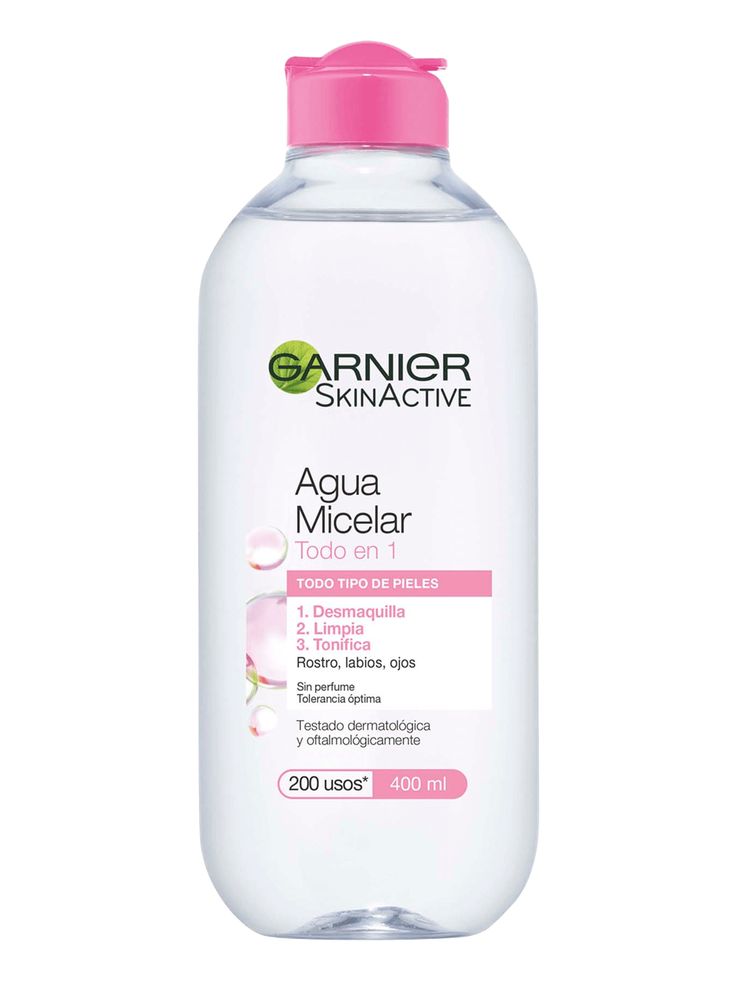 GARNIER
SKINACTIVE
Agua
Micelar
Todo en 1
TODO TIPO DE PIELES
1. Desmaquilla
2. Limpia
3. Tonifica
Rostro, labios, ojos
Sin perfume
Tolerancia óptima
Testado dermatológica
y oftalmológicamente
200 usos* 400 ml